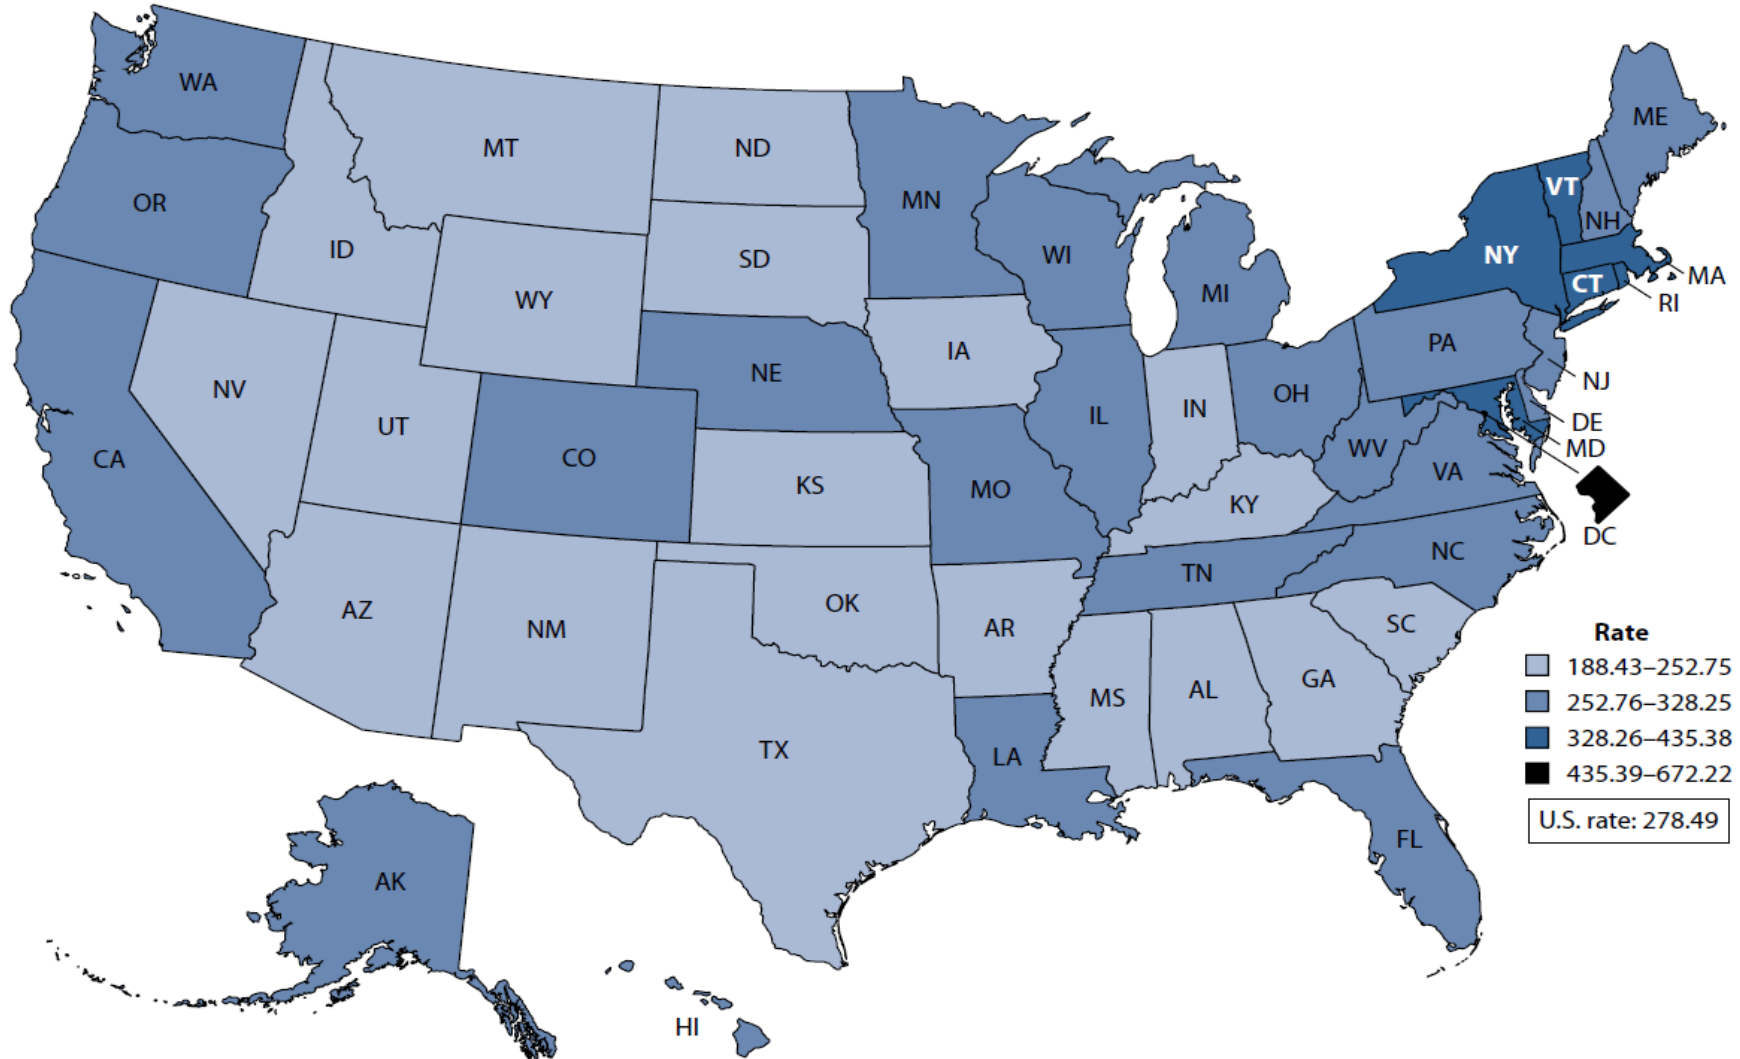 WA
MT
ND
MN
ME
VT
NH
OR
ID
SD
WI
NY
MA
WY
MI
CT
RI
IA
PA
NV
NE
OH
NJ
UT
IL
IN
DE
CO
WV
MD
CA
KS
MO
VA
KY
DC
NC
TN
AZ
NM
OK
AR
SC
Rate
188.43–252.75
252.76–328.25
328.26–435.38
435.39–672.22
U.S. rate: 278.49
MS
AL
GA
TX
LA
FL
AK
HI